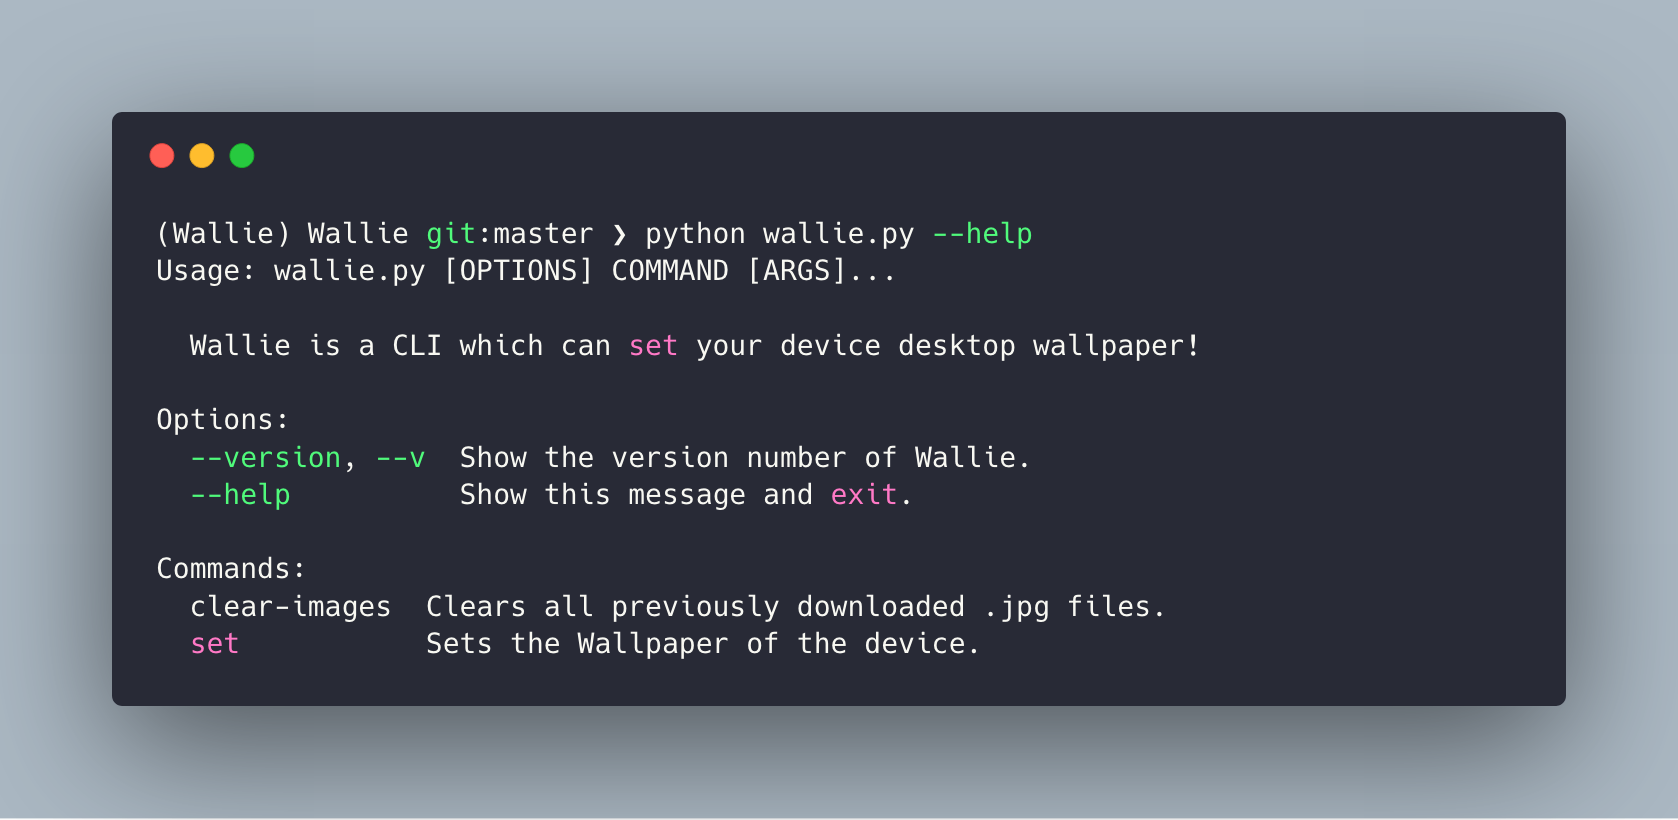 (Wallie) Wallie git:master ❯ python wallie.py --help
Usage: wallie.py [OPTIONS] COMMAND [ARGS]...
Wallie is a CLI which can set your device desktop wallpaper!
Options:
--version, --v  Show the version number of Wallie.
--help          Show this message and exit.
Commands:
clear-images  Clears all previously downloaded .jpg files.
set           Sets the Wallpaper of the device.